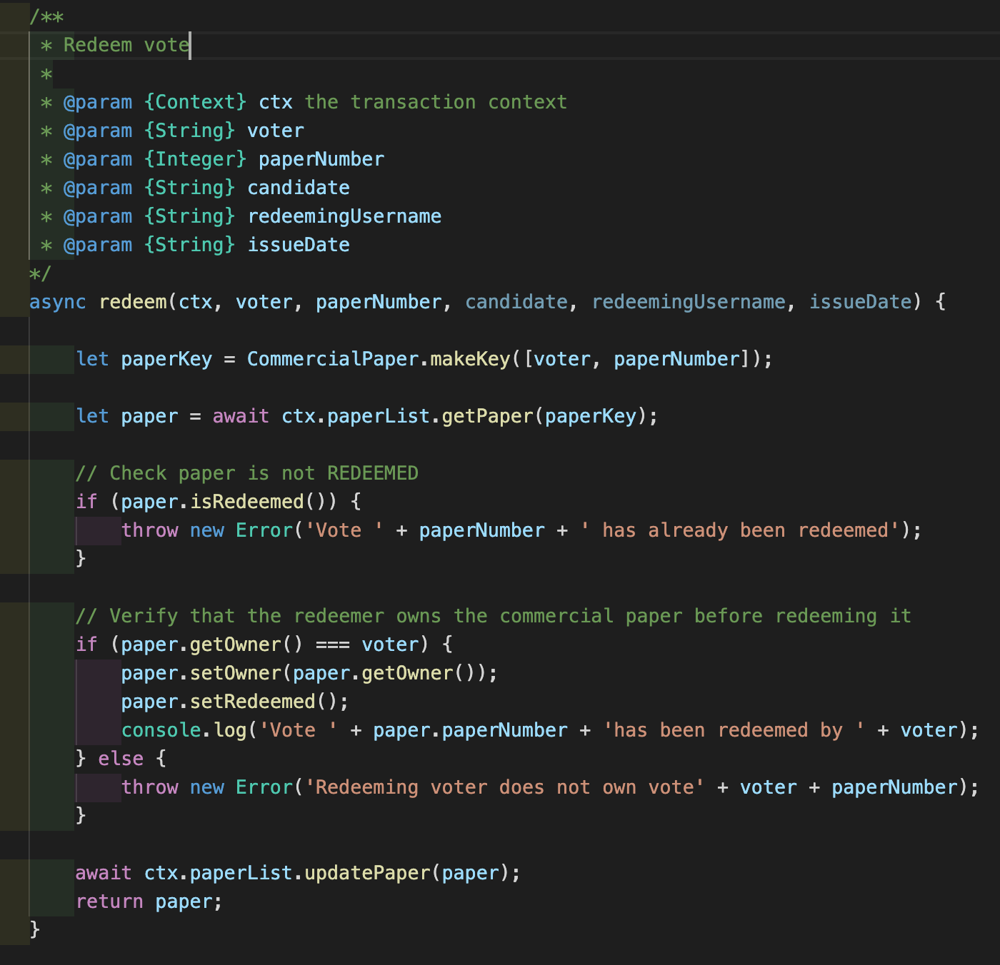 /**
 * Redeem vote
 *
 * @param {Context} ctx the transaction context
 * @param {String} voter
 * @param {Integer} paperNumber
 * @param {String} candidate
 * @param {String} redeemingUsername
 * @param {String} issueDate
*/
async redeem(ctx, voter, paperNumber, candidate, redeemingUsername, issueDate) {
    let paperKey = CommercialPaper.makeKey([voter, paperNumber]);
    let paper = await ctx.paperList.getPaper(paperKey);
    // Check paper is not REDEEMED
    if (paper.isRedeemed()) {
        throw new Error('Vote ' + paperNumber + ' has already been redeemed');
    }
    // Verify that the redeemer owns the commercial paper before redeeming it
    if (paper.getOwner() === voter) {
        paper.setOwner(paper.getOwner());
        paper.setRedeemed();
        console.log('Vote ' + paper.paperNumber + 'has been redeemed by ' + voter);
    } else {
        throw new Error('Redeeming voter does not own vote' + voter + paperNumber);
    }
    await ctx.paperList.updatePaper(paper);
    return paper;
}